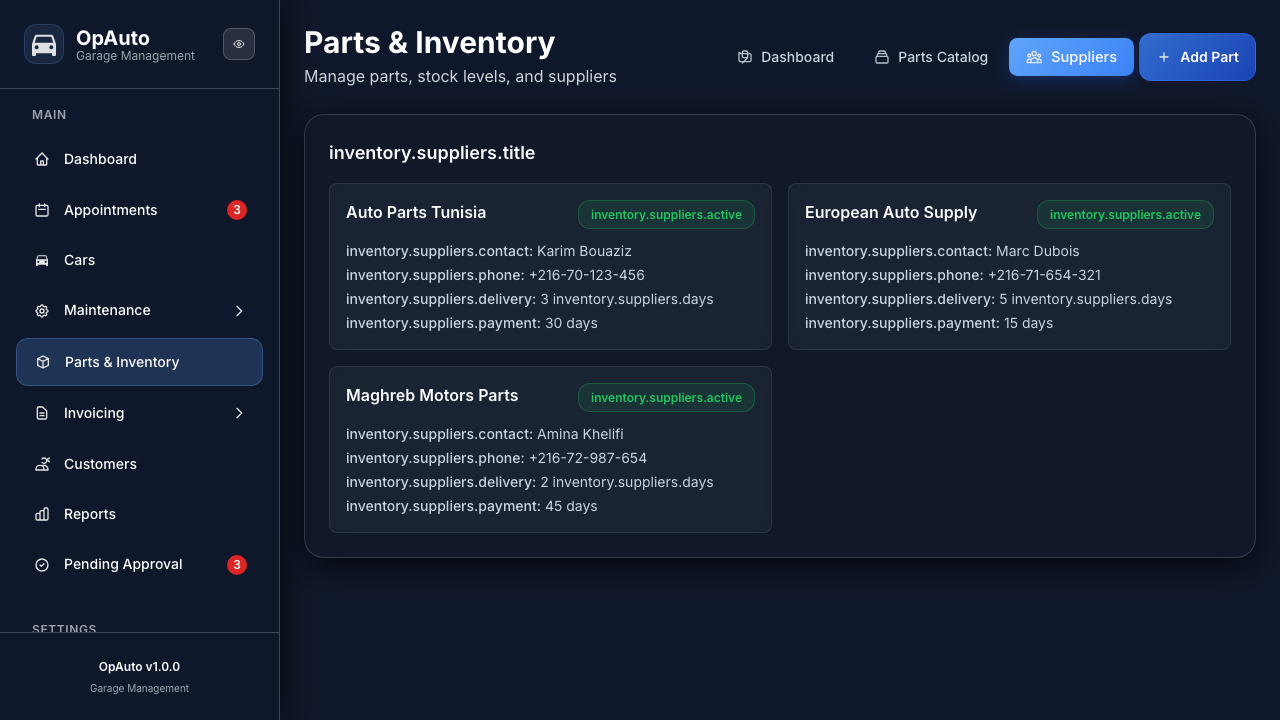 OpAuto
Garage Management
MAIN
Dashboard
Appointments 3
Cars
Maintenance
Parts & Inventory
Invoicing
Customers
Reports
Pending Approval 3
SETTINGS
OpAuto v1.0.0
Garage Management
Parts & Inventory
Manage parts, stock levels, and suppliers
Dashboard
Parts Catalog
Suppliers
Add Part
inventory.suppliers.title
Auto Parts Tunisia
inventory.suppliers.active
inventory.suppliers.contact: Karim Bouaziz
inventory.suppliers.phone: +216-70-123-456
inventory.suppliers.delivery: 3 inventory.suppliers.days
inventory.suppliers.payment: 30 days
European Auto Supply
inventory.suppliers.active
inventory.suppliers.contact: Marc Dubois
inventory.suppliers.phone: +216-71-654-321
inventory.suppliers.delivery: 5 inventory.suppliers.days
inventory.suppliers.payment: 15 days
Maghreb Motors Parts
inventory.suppliers.active
inventory.suppliers.contact: Amina Khelifi
inventory.suppliers.phone: +216-72-987-654
inventory.suppliers.delivery: 2 inventory.suppliers.days
inventory.suppliers.payment: 45 days